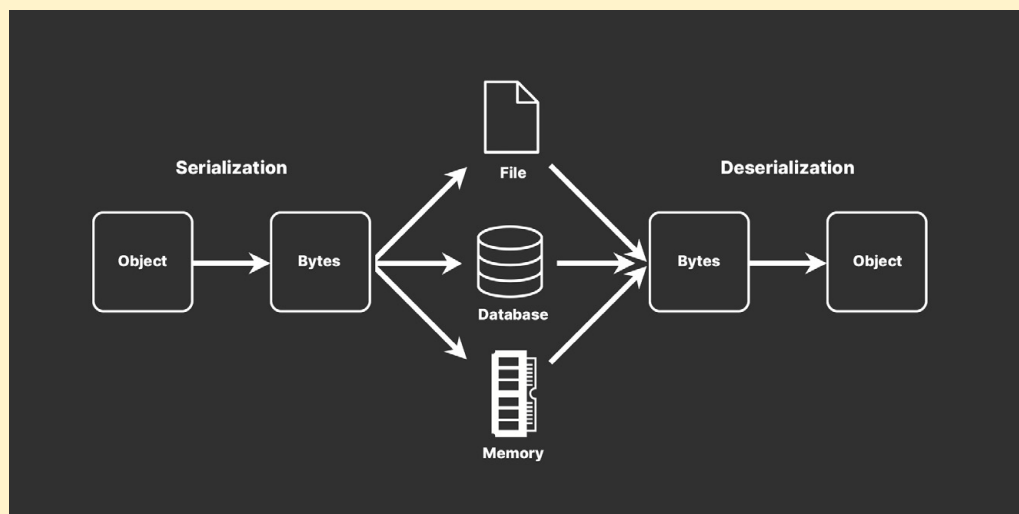 Serialization
Deserialization
File
Object
Bytes
Database
Bytes
Object
Memory